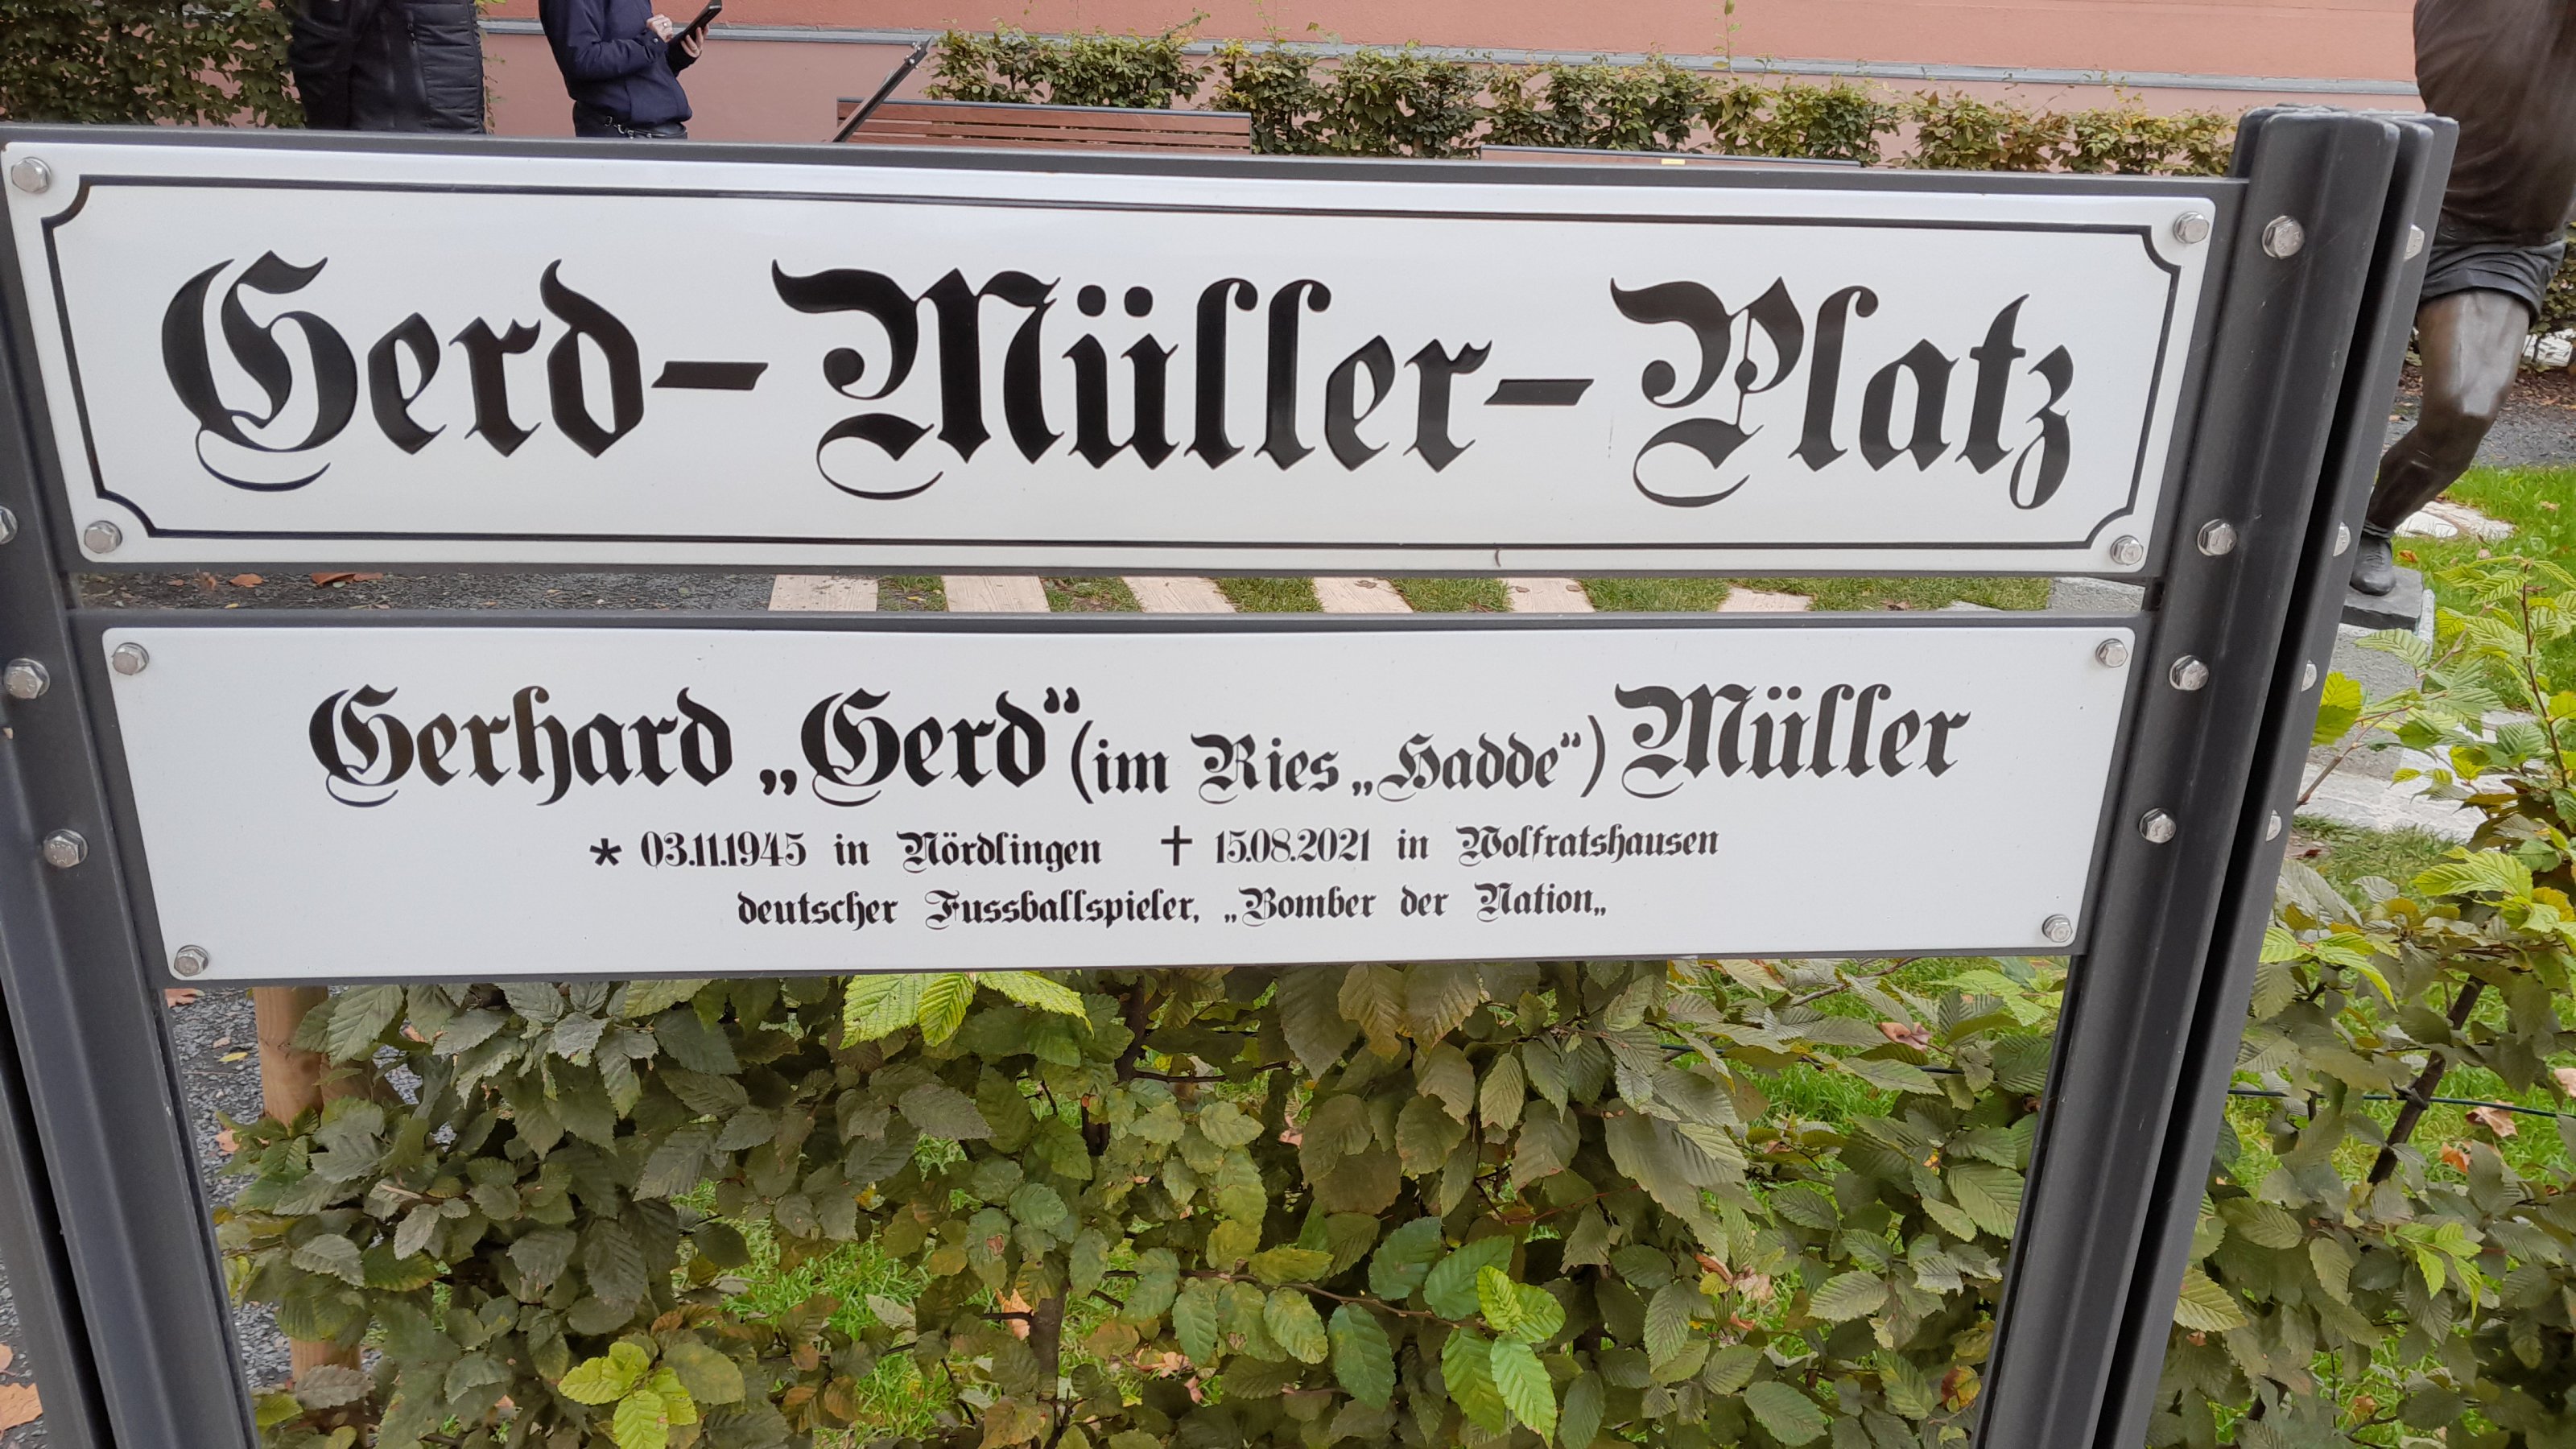 Gerd-Müller-Platz
Gerhard „Gerd“ (im Ries „Hadde“) Müller
* 03.11.1945 in Nördlingen † 15.08.2021 in Wolfratshausen
deutscher Fussballspieler, „Bomber der Nation„